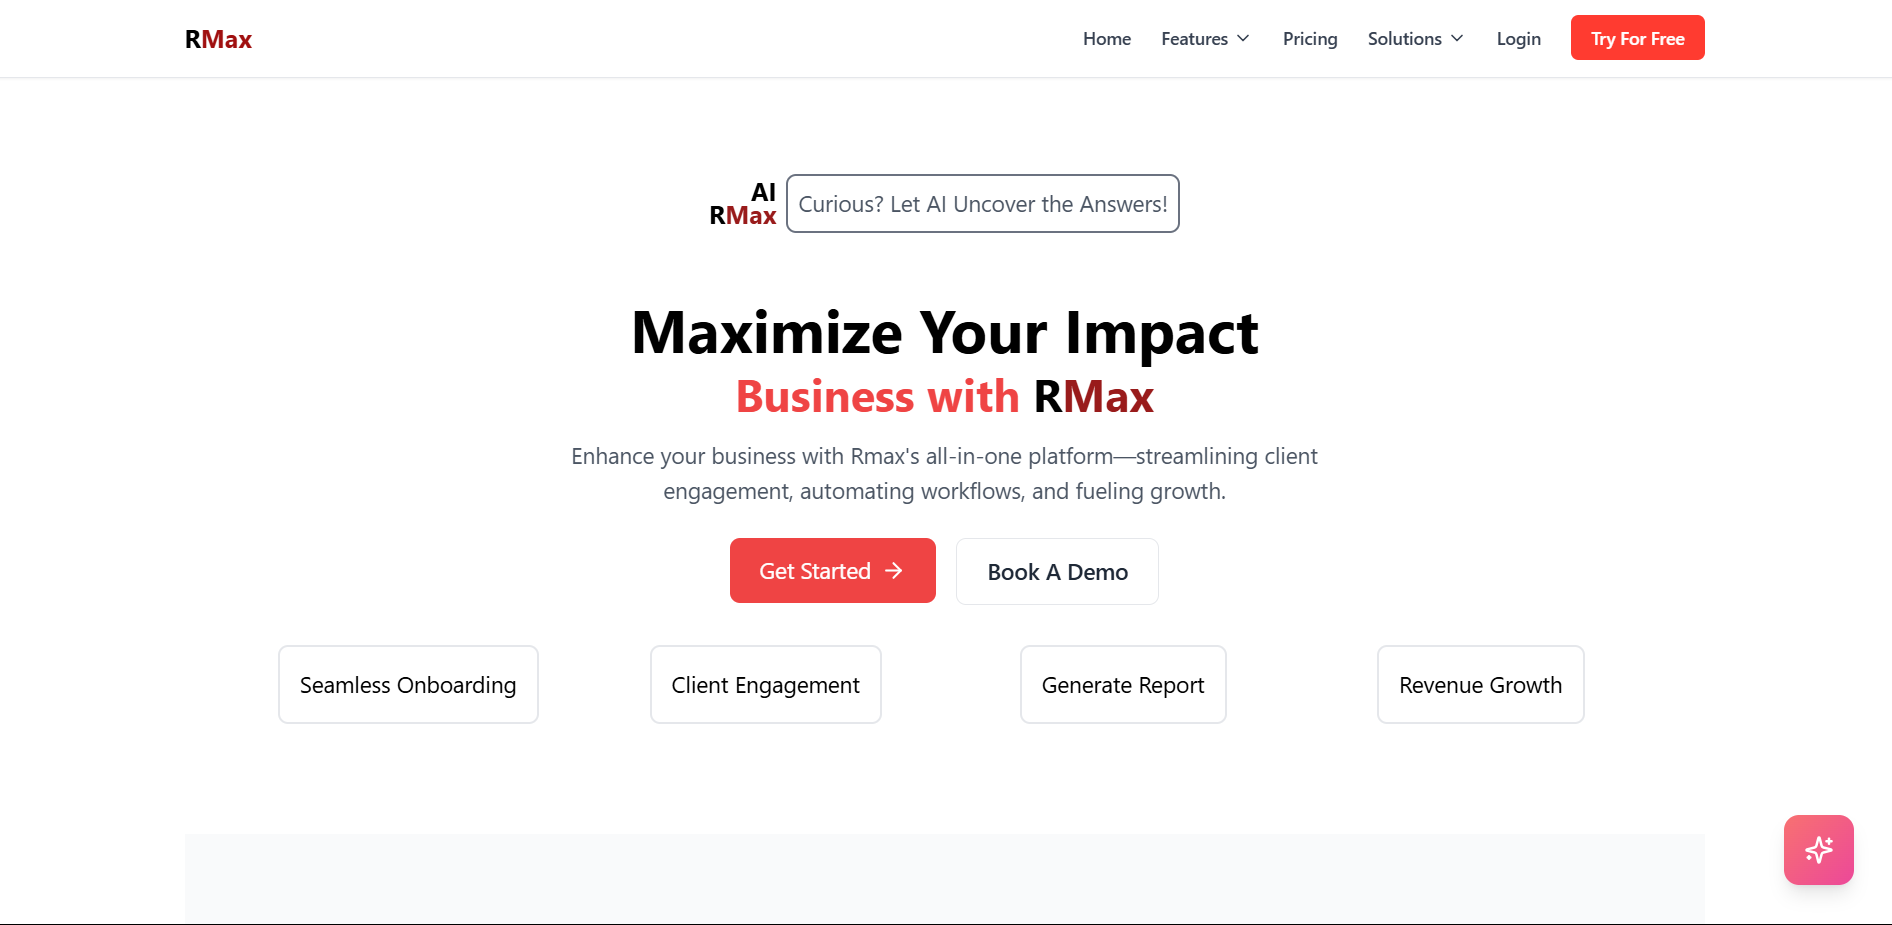 RMax
Home
Features
Pricing
Solutions
Login
Try For Free
AI
RMax
Curious? Let AI Uncover the Answers!
Maximize Your Impact
Business with RMax
Enhance your business with Rmax's all-in-one platform—streamlining client
engagement, automating workflows, and fueling growth.
Get Started
Book A Demo
Seamless Onboarding
Client Engagement
Generate Report
Revenue Growth